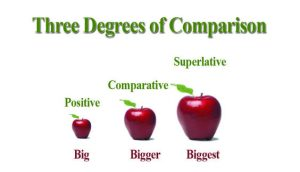 Three Degrees of Comparison
Superlative
Comparative
Positive
Big Bigger Biggest